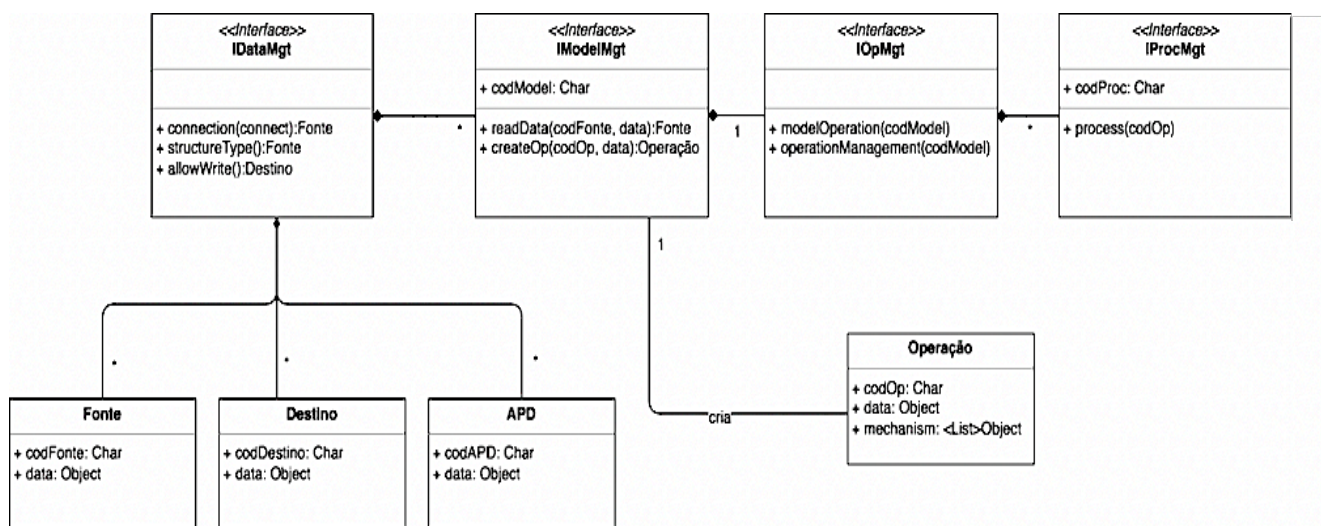 <<Interface>>
IDataMgt
+ connection(connect):Fonte
+ structureType():Fonte
+ allowWrite():Destino
*
<<Interface>>
IModelMgt
+ codModel: Char
+ readData(codFonte, data):Fonte
+ createOp(codOp, data):Operação
1
<<Interface>>
IOpMgt
+ modelOperation(codModel)
+ operationManagement(codModel)
*
<<Interface>>
IProcMgt
+ codProc: Char
+ process(codOp)
1
cria
Operação
+ codOp: Char
+ data: Object
+ mechanism: <List>Object
*
*
*
Fonte
+ codFonte: Char
+ data: Object
Destino
+ codDestino: Char
+ data: Object
APD
+ codAPD: Char
+ data: Object